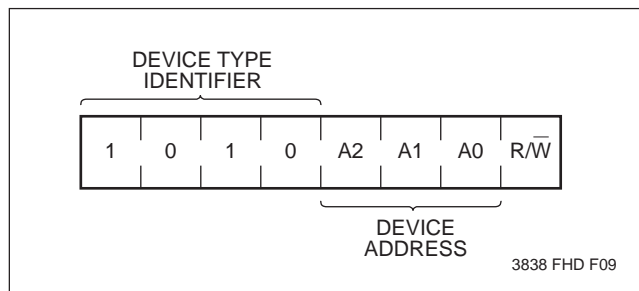 DEVICE TYPE
IDENTIFIER
1 0 1 0 A2 A1 A0 R/W̅
DEVICE
ADDRESS
3838 FHD F09